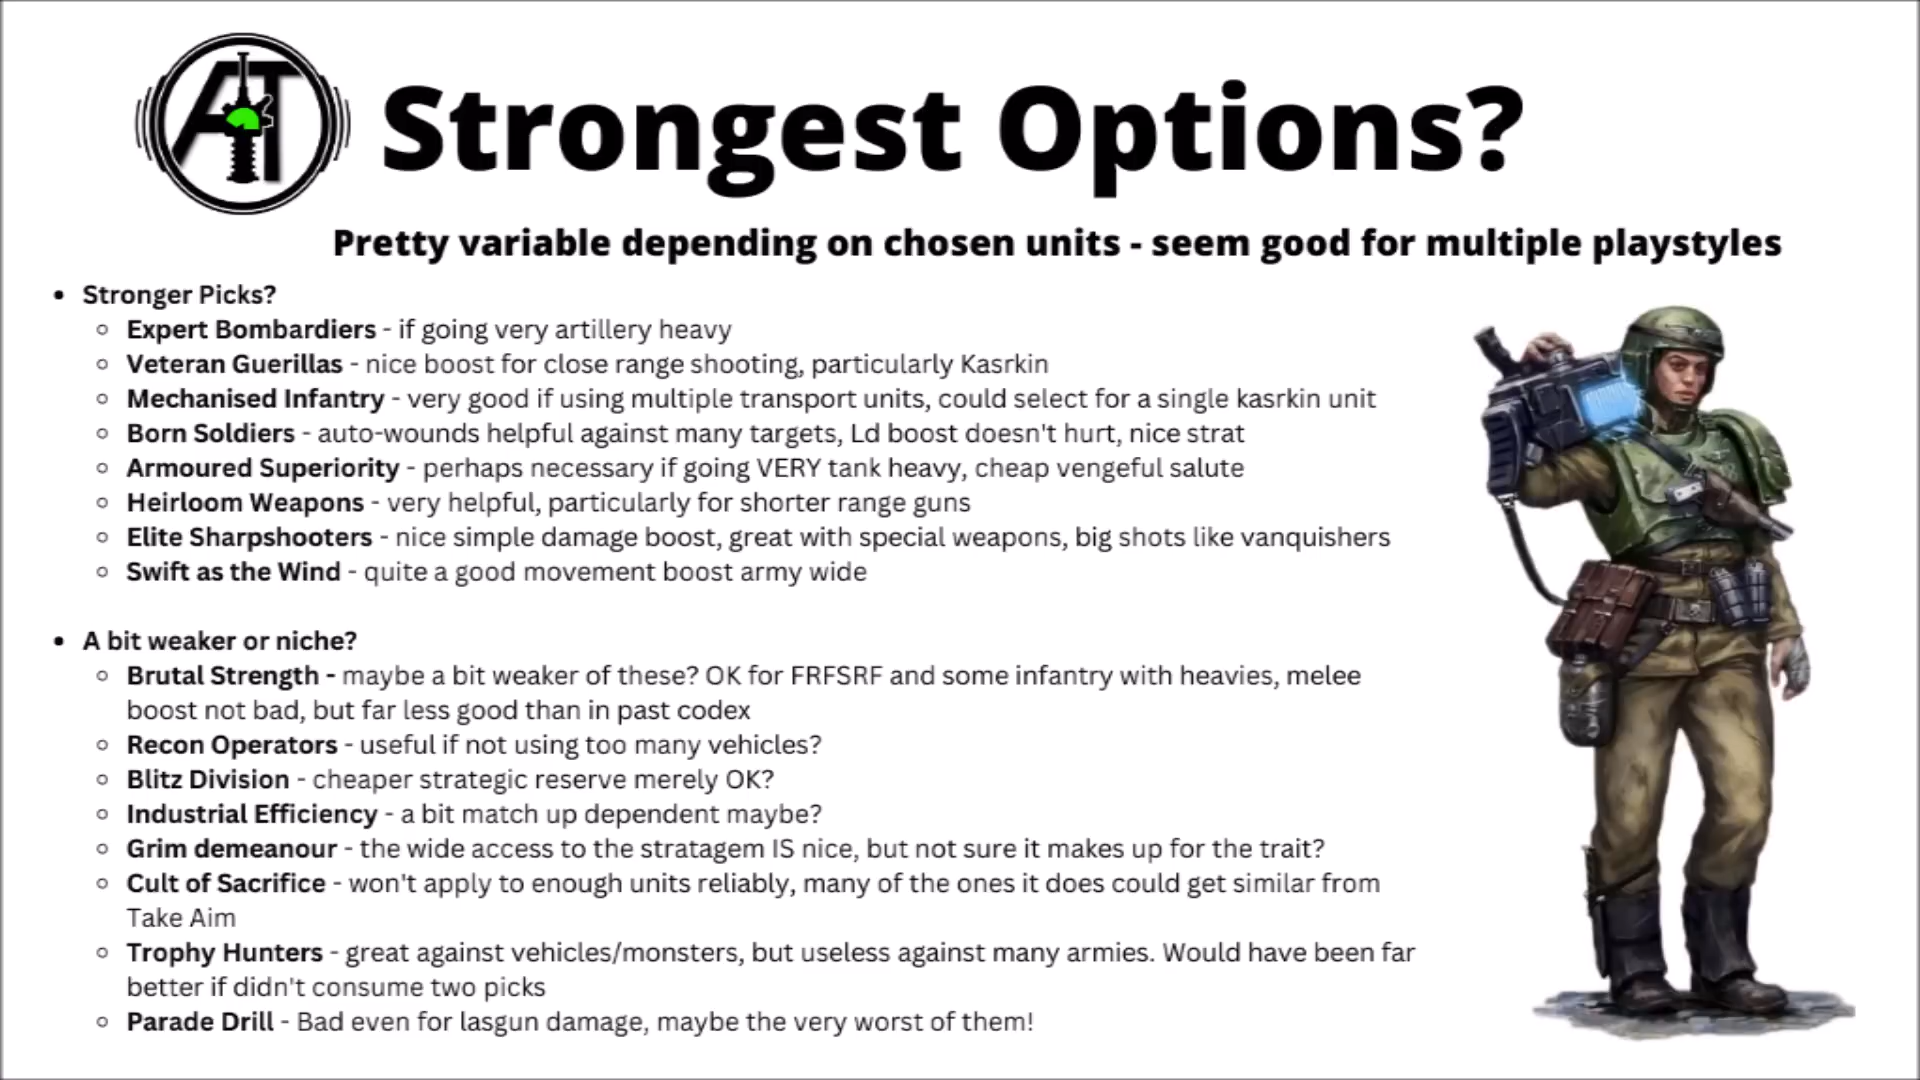 AT
Strongest Options?
Pretty variable depending on chosen units - seem good for multiple playstyles
• Stronger Picks?
◦ Expert Bombardiers - if going very artillery heavy
◦ Veteran Guerillas - nice boost for close range shooting, particularly Kasrkin
◦ Mechanised Infantry - very good if using multiple transport units, could select for a single kasrkin unit
◦ Born Soldiers - auto-wounds helpful against many targets, Ld boost doesn't hurt, nice strat
◦ Armoured Superiority - perhaps necessary if going VERY tank heavy, cheap vengeful salute
◦ Heirloom Weapons - very helpful, particularly for shorter range guns
◦ Elite Sharpshooters - nice simple damage boost, great with special weapons, big shots like vanquishers
◦ Swift as the Wind - quite a good movement boost army wide
• A bit weaker or niche?
◦ Brutal Strength - maybe a bit weaker of these? OK for FRFSRF and some infantry with heavies, melee
boost not bad, but far less good than in past codex
◦ Recon Operators - useful if not using too many vehicles?
◦ Blitz Division - cheaper strategic reserve merely OK?
◦ Industrial Efficiency - a bit match up dependent maybe?
◦ Grim demeanour - the wide access to the stratagem IS nice, but not sure it makes up for the trait?
◦ Cult of Sacrifice - won't apply to enough units reliably, many of the ones it does could get similar from
Take Aim
◦ Trophy Hunters - great against vehicles/monsters, but useless against many armies. Would have been far
better if didn't consume two picks
◦ Parade Drill - Bad even for lasgun damage, maybe the very worst of them!